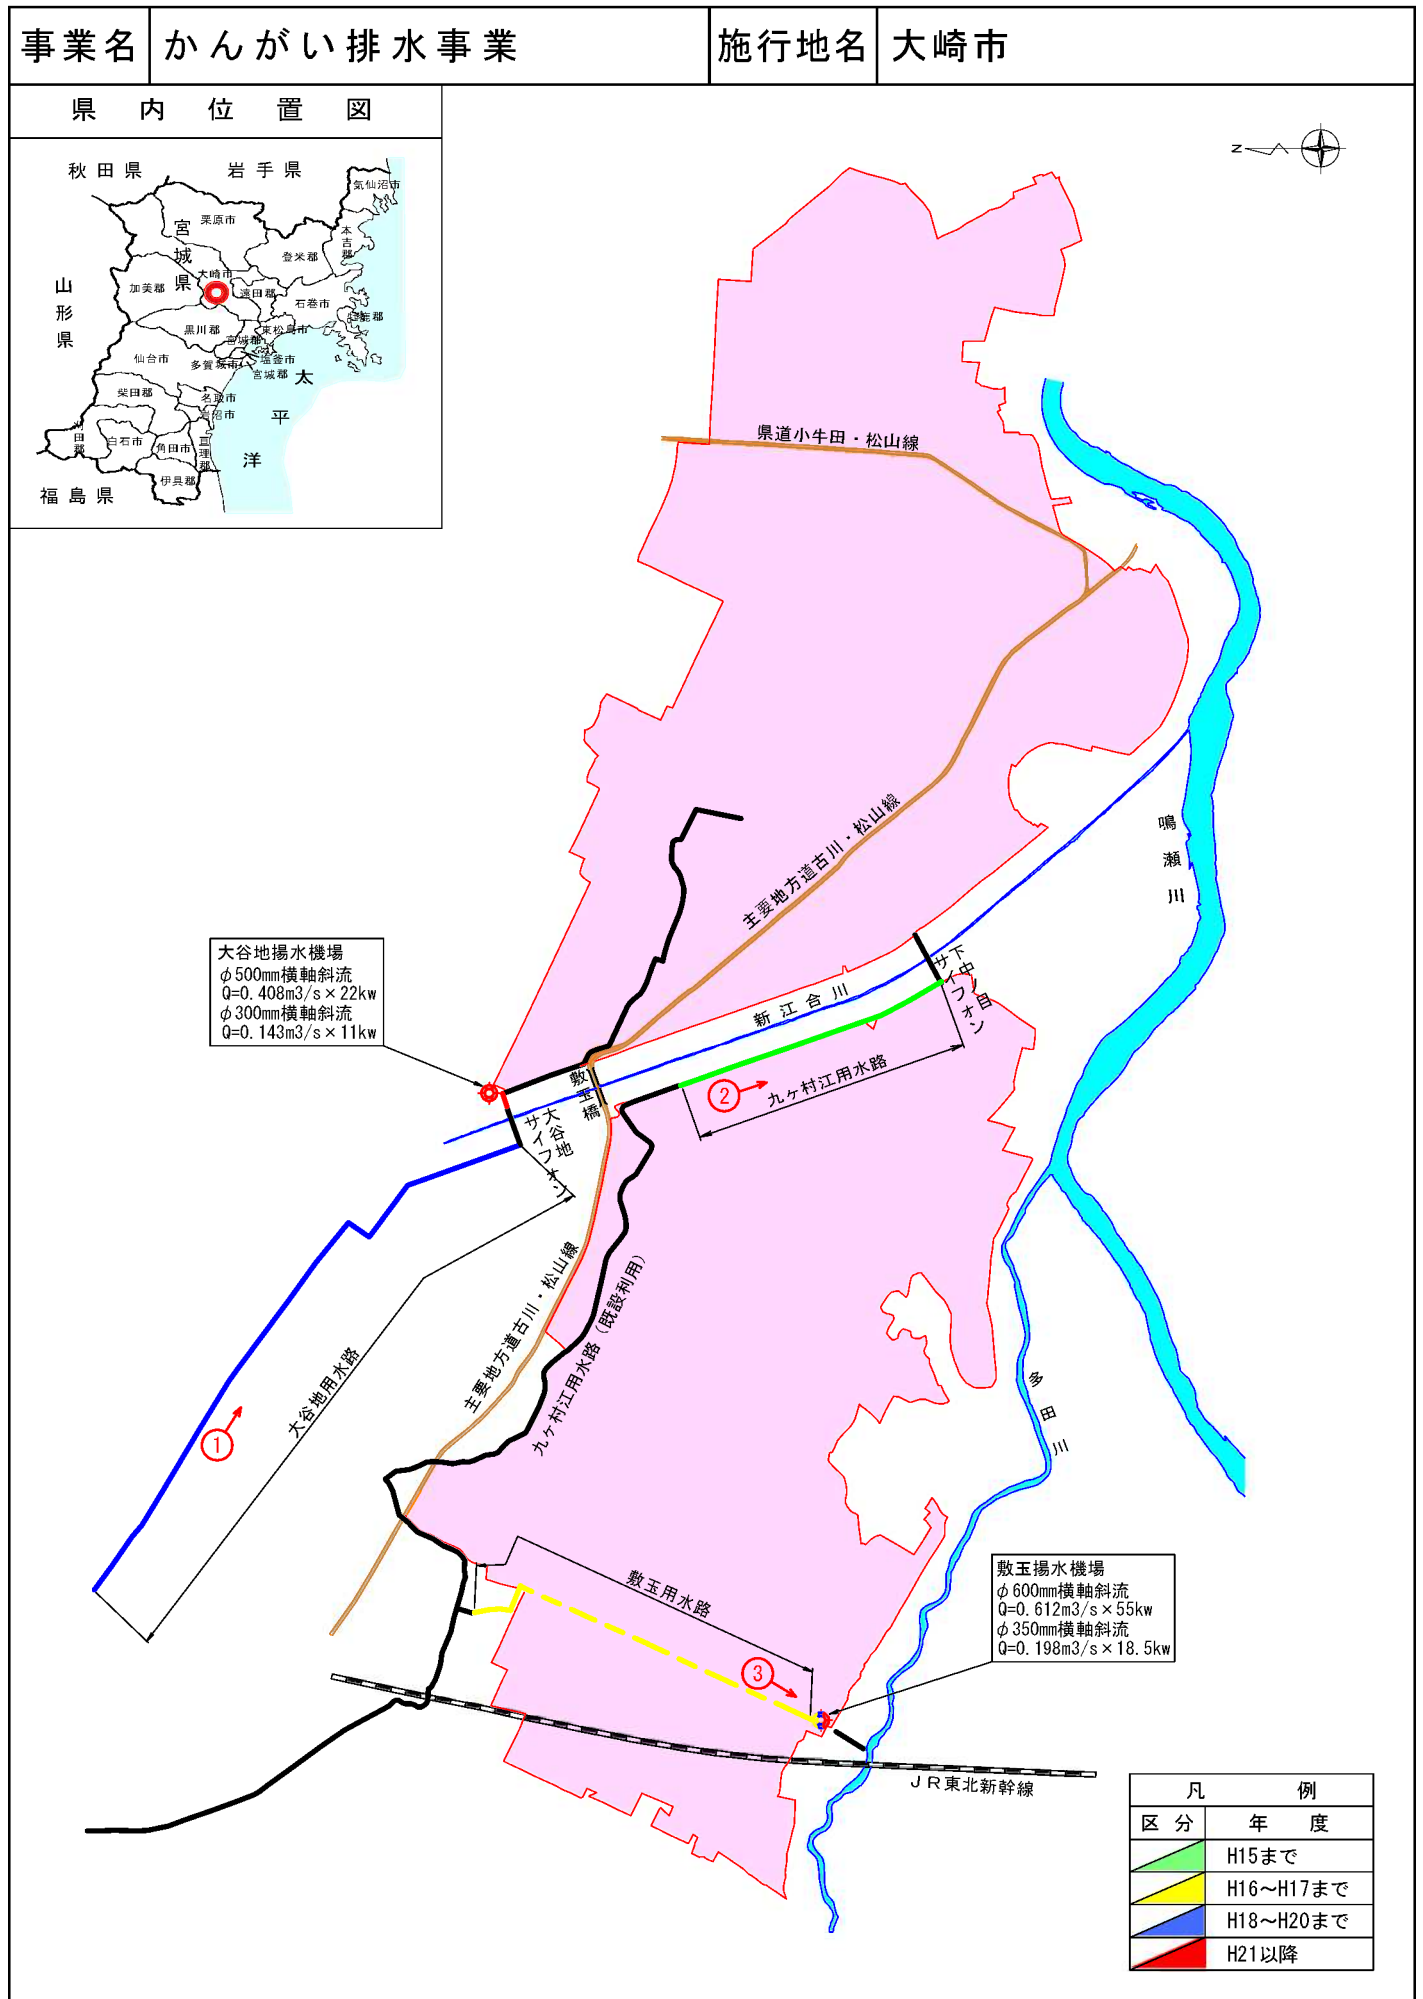 事業名 かんがい排水事業 施行地名 大崎市
県内位置図
秋田県
岩手県
気仙沼市
栗原市
宮城県
本吉郡
登米郡
大崎市
加美郡
遠田郡
石巻市
山形県
黒川郡
東松島市
宮城郡
仙台市
多賀城市
塩釜市
宮城郡
太平洋
柴田郡
名取市
岩沼市
白石市
角田市
亘理郡
伊具郡
福島県
N
県道小牛田・松山線
主要地方道古川・松山線
鳴瀬川
大谷地揚水機場
φ500mm横軸斜流
Q=0.408m3/s×22kw
φ300mm横軸斜流
Q=0.143m3/s×11kw
新江合川
下中ノ目
サイフォン
敷玉橋
②
九ヶ村江用水路
大谷地
サイフォン
主要地方道古川・松山線
九ヶ村江用水路(既設利用)
大谷地用水路
①
多田川
敷玉用水路
③
敷玉揚水機場
φ600mm横軸斜流
Q=0.612m3/s×55kw
φ350mm横軸斜流
Q=0.198m3/s×18.5kw
JR東北新幹線
凡例
区分 年度
H15まで
H16～H17まで
H18～H20まで
H21以降